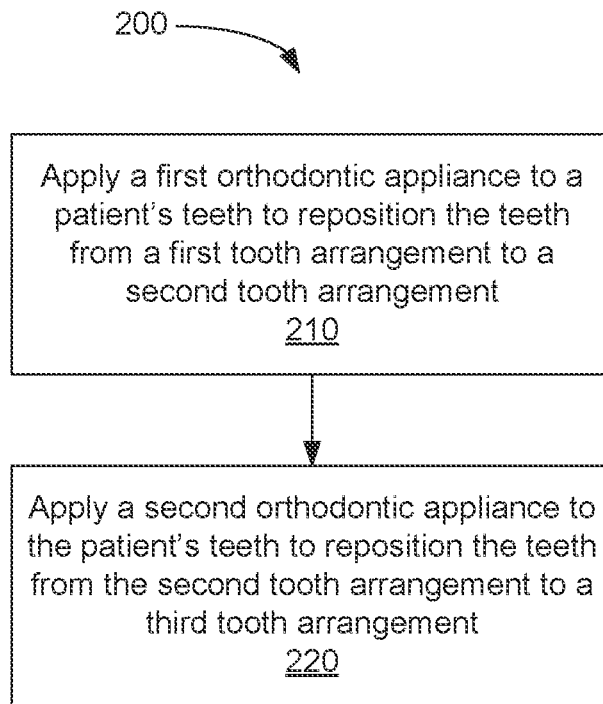 200
Apply a first orthodontic appliance to a
patient's teeth to reposition the teeth
from a first tooth arrangement to a
second tooth arrangement
210
Apply a second orthodontic appliance to
the patient's teeth to reposition the teeth
from the second tooth arrangement to a
third tooth arrangement
220